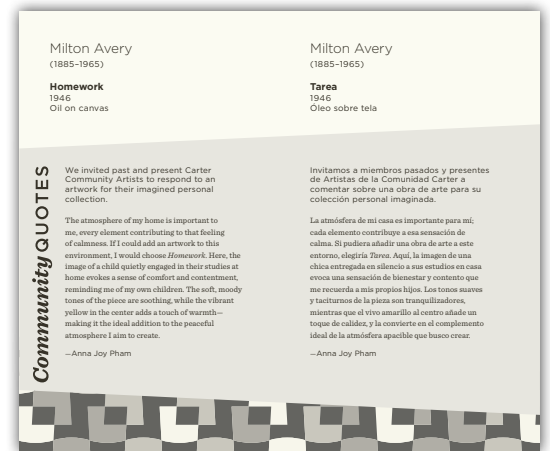 Milton Avery
(1885–1965)
Homework
1946
Oil on canvas
Milton Avery
(1885–1965)
Tarea
1946
Óleo sobre tela
Community QUOTES
We invited past and present Carter
Community Artists to respond to an
artwork for their imagined personal
collection.
The atmosphere of my home is important to
me, every element contributing to that feeling
of calmness. If I could add an artwork to this
environment, I would choose Homework. Here, the
image of a child quietly engaged in their studies at
home evokes a sense of comfort and contentment,
reminding me of my own children. The soft, moody
tones of the piece are soothing, while the vibrant
yellow in the center adds a touch of warmth—
making it the ideal addition to the peaceful
atmosphere I aim to create.
—Anna Joy Pham
Invitamos a miembros pasados y presentes
de Artistas de la Comunidad Carter a
comentar sobre una obra de arte para su
colección personal imaginada.
La atmósfera de mi casa es importante para mí;
cada elemento contribuye a esa sensación de
calma. Si pudiera añadir una obra de arte a este
entorno, elegiría Tarea. Aquí, la imagen de una
chica entregada en silencio a sus estudios en casa
evoca una sensación de bienestar y contento que
me recuerda a mis propios hijos. Los tonos suaves
y taciturnos de la pieza son tranquilizadores,
mientras que el vivo amarillo al centro añade un
toque de calidez, y la convierte en el complemento
ideal de la atmósfera apacible que busco crear.
—Anna Joy Pham